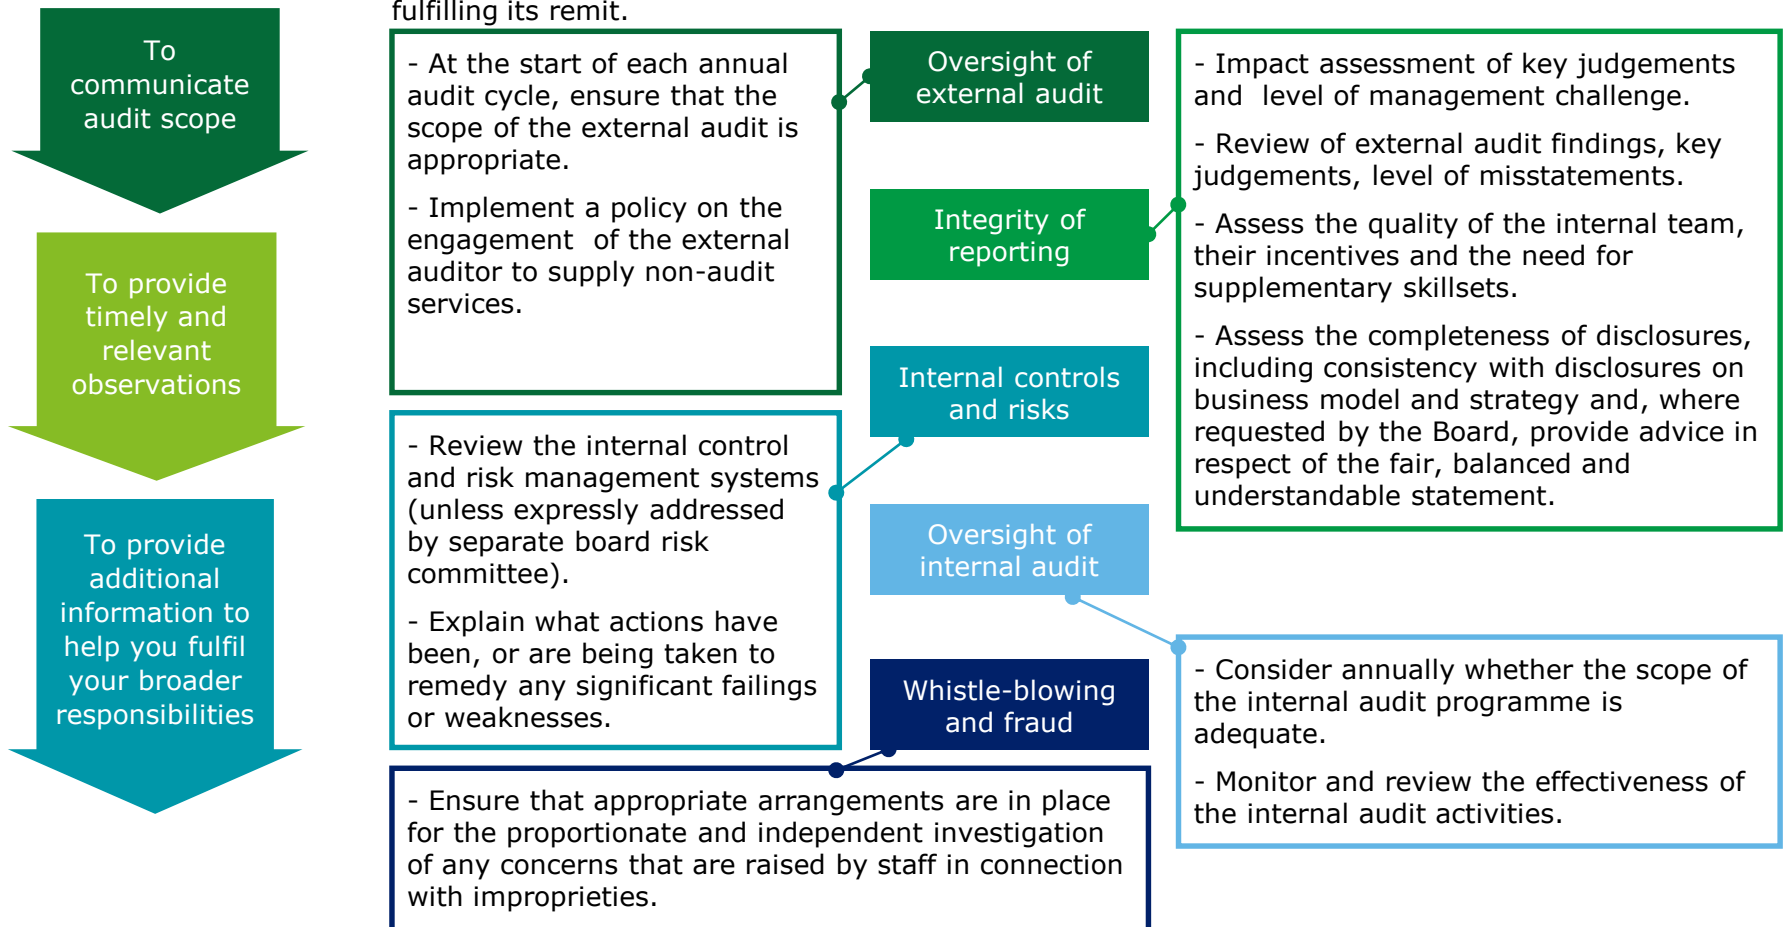 fulfilling its remit.
To
communicate
audit scope
To provide
timely and
relevant
observations
To provide
additional
information to
help you fulfil
your broader
responsibilities
- At the start of each annual
audit cycle, ensure that the
scope of the external audit is
appropriate.
- Implement a policy on the
engagement  of the external
auditor to supply non-audit
services.
- Review the internal control
and risk management systems
(unless expressly addressed
by separate board risk
committee).
- Explain what actions have
been, or are being taken to
remedy any significant failings
or weaknesses.
- Ensure that appropriate arrangements are in place
for the proportionate and independent investigation
of any concerns that are raised by staff in connection
with improprieties.
Oversight of
external audit
Integrity of
reporting
Internal controls
and risks
Oversight of
internal audit
Whistle-blowing
and fraud
- Impact assessment of key judgements
and  level of management challenge.
- Review of external audit findings, key
judgements, level of misstatements.
- Assess the quality of the internal team,
their incentives and the need for
supplementary skillsets.
- Assess the completeness of disclosures,
including consistency with disclosures on
business model and strategy and, where
requested by the Board, provide advice in
respect of the fair, balanced and
understandable statement.
- Consider annually whether the scope of
the internal audit programme is
adequate.
- Monitor and review the effectiveness of
the internal audit activities.